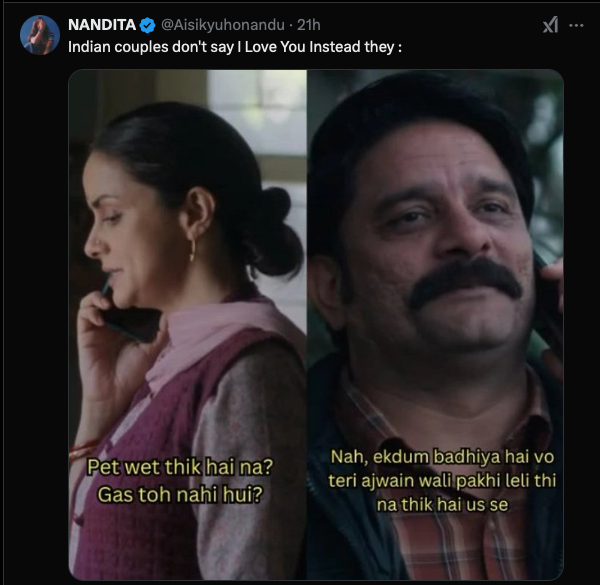 NANDITA @Aisikyuhonandu · 21h
Indian couples don't say I Love You Instead they :
Pet wet thik hai na?
Gas toh nahi hui?
Nah, ekdum badhiya hai vo
teri ajwain wali pakhi leli thi
na thik hai us se